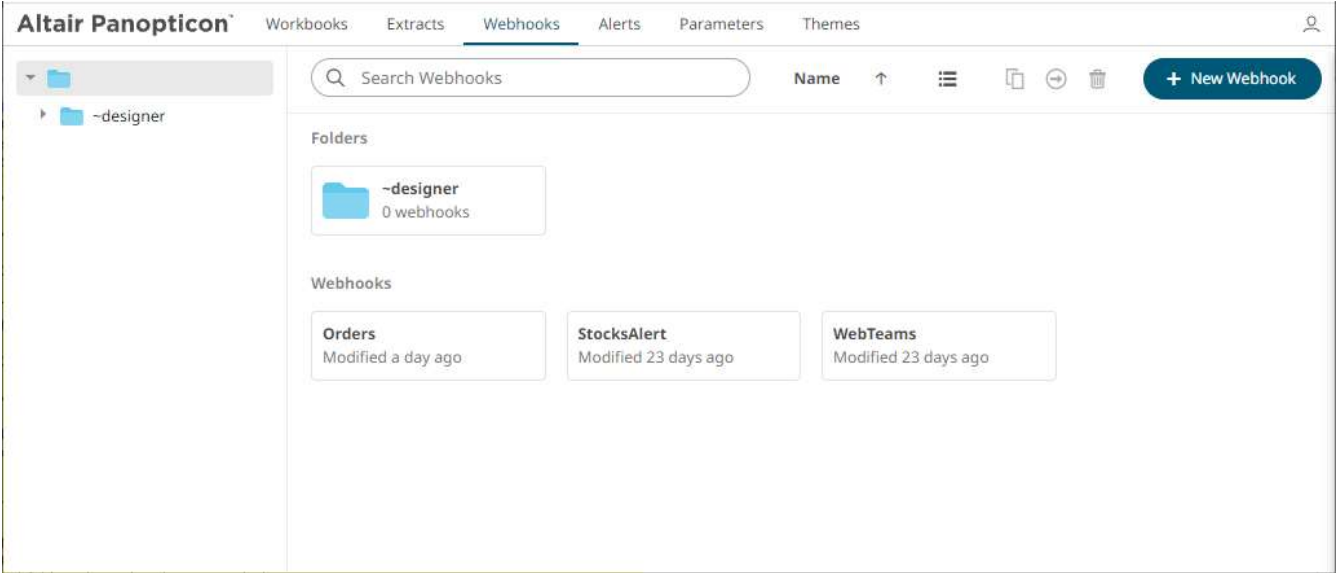 Altair Panopticon™ Workbooks Extracts Webhooks Alerts Parameters Themes
~designer
Search Webhooks Name + New Webhook
Folders
~designer
0 webhooks
Webhooks
Orders
Modified a day ago
StocksAlert
Modified 23 days ago
WebTeams
Modified 23 days ago